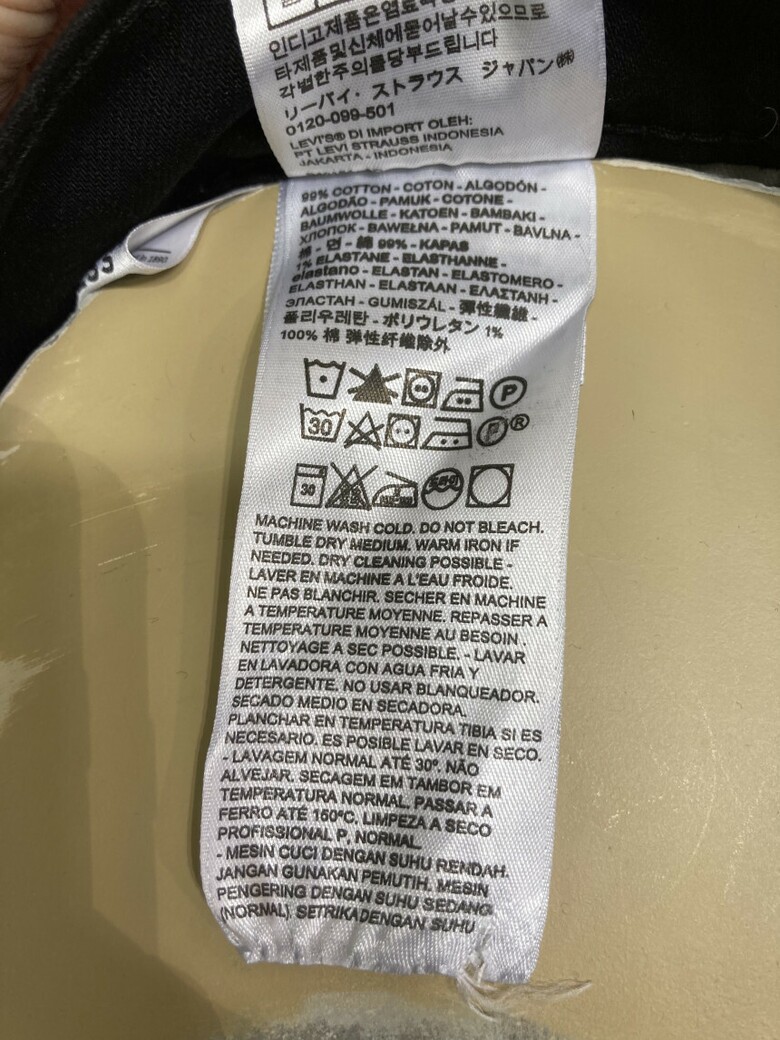 인디고제품은염료
타제품및신체에묻어날수있으므로
각별한주의를당부드립니다
リーバイ・ストラウス ジャパン㈱
0120-099-501
LEVI'S® DI IMPORT OLEH:
PT LEVI STRAUSS INDONESIA
JAKARTA - INDONESIA
99% COTTON - COTON - ALGODÓN -
ALGODÃO - PAMUK - COTONE -
BAUMWOLLE - KATOEN - BAMBAKI -
ХЛОПОК - BAWEŁNA - PAMUT - BAVLNA -
棉 - 면 - 綿 99% - KAPAS
1% ELASTANE - ELASTHANNE -
elastano - ELASTAN - ELASTOMERO -
ELASTHAN - ELASTAAN - ΕΛΑΣΤΑΝΗ -
ЭЛАСТАН - GUMISZÁL - 彈性纖維 -
폴리우레탄 - ポリウレタン 1%
100% 棉 弹性纤维除外
P
30 P ®
30
MACHINE WASH COLD. DO NOT BLEACH.
TUMBLE DRY MEDIUM. WARM IRON IF
NEEDED. DRY CLEANING POSSIBLE -
LAVER EN MACHINE A L'EAU FROIDE.
NE PAS BLANCHIR. SECHER EN MACHINE
A TEMPERATURE MOYENNE. REPASSER A
TEMPERATURE MOYENNE AU BESOIN.
NETTOYAGE A SEC POSSIBLE. - LAVAR
EN LAVADORA CON AGUA FRIA Y
DETERGENTE. NO USAR BLANQUEADOR.
SECADO MEDIO EN SECADORA.
PLANCHAR EN TEMPERATURA TIBIA SI ES
NECESARIO. ES POSIBLE LAVAR EN SECO.
- LAVAGEM NORMAL ATÉ 30º. NÃO
ALVEJAR. SECAGEM EM TAMBOR EM
TEMPERATURA NORMAL. PASSAR A
FERRO ATÉ 150ºC. LIMPEZA A SECO
PROFISSIONAL P. NORMAL.
- MESIN CUCI DENGAN SUHU RENDAH.
JANGAN GUNAKAN PEMUTIH. MESIN
PENGERING DENGAN SUHU SEDANG
(NORMAL). SETRIKA DENGAN SUHU